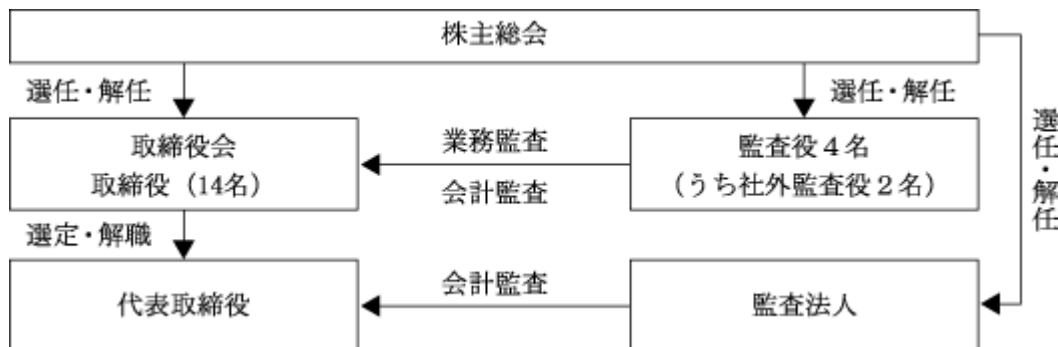 株主総会
選任・解任
選任・解任
選任・解任
取締役会
取締役（14名）
業務監査
会計監査
監査役４名
（うち社外監査役２名）
選定・解職
代表取締役
会計監査
監査法人